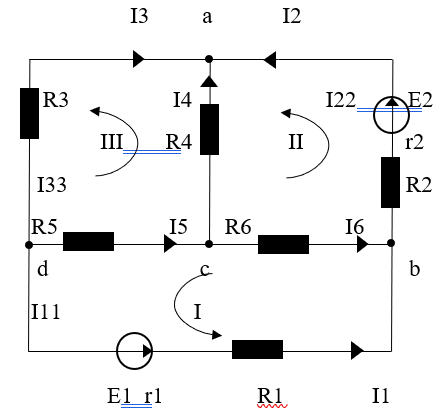 I3 a I2
R3 I4 I22 E2
III R4 II r2
I33 R2
R5 I5 R6 I6
d c b
I11 I
E1 r1 R1 I1